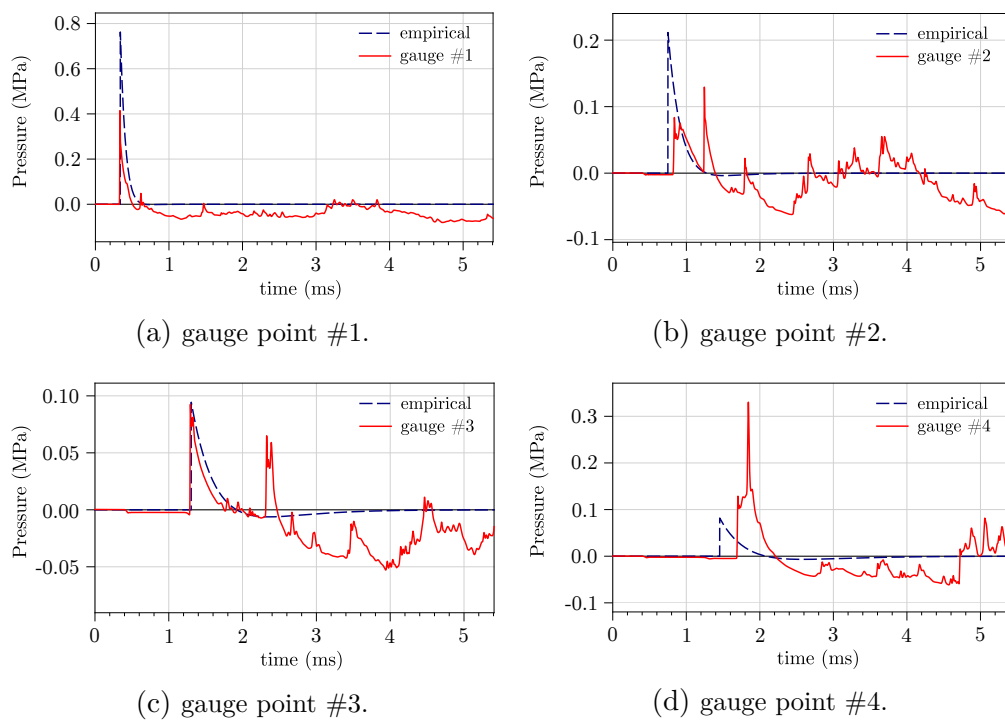 0.8
0.6
0.4
0.2
0.0
Pressure (MPa)
empirical
gauge #1
0 1 2 3 4 5
time (ms)
(a) gauge point #1.
0.2
0.1
0.0
-0.1
Pressure (MPa)
empirical
gauge #2
0 1 2 3 4 5
time (ms)
(b) gauge point #2.
0.10
0.05
0.00
-0.05
Pressure (MPa)
empirical
gauge #3
0 1 2 3 4 5
time (ms)
(c) gauge point #3.
0.3
0.2
0.1
0.0
-0.1
Pressure (MPa)
empirical
gauge #4
0 1 2 3 4 5
time (ms)
(d) gauge point #4.